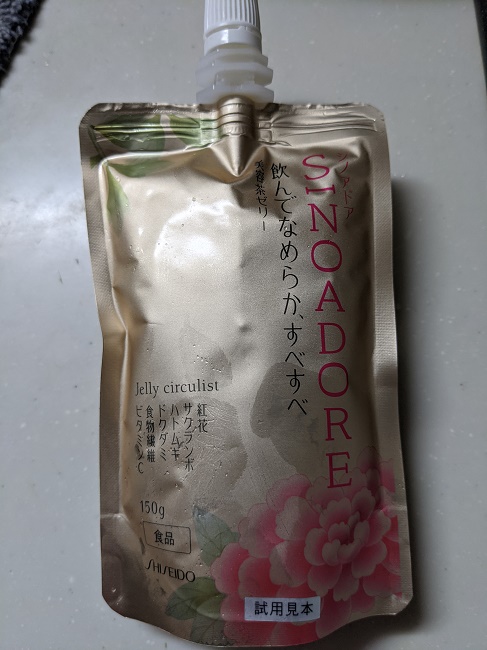 シノアドア
SINOADORE
飲んでなめらか、すべすべ
美養茶ゼリー
Jelly circulist
紅花
サクランボ
ハトムギ
ドクダミ
食物繊維
ビタミンC
150g
食品
SHISEIDO
試用見本